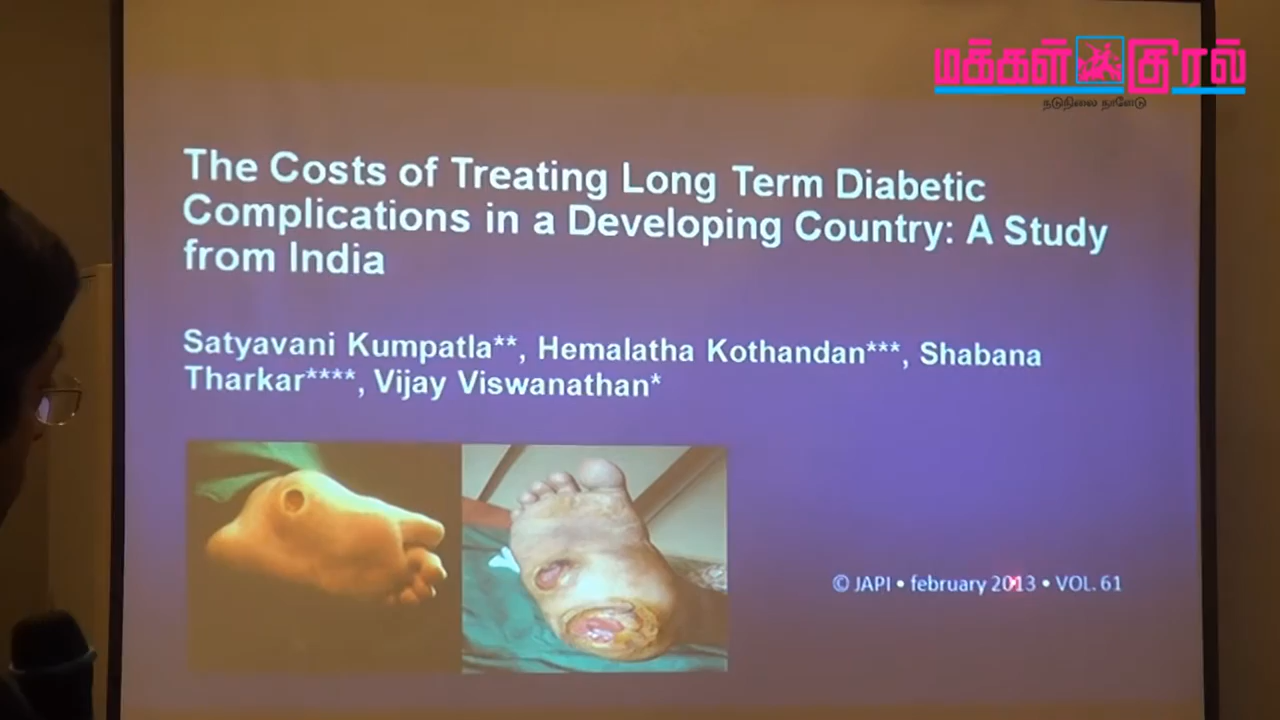 மக்கள் குரல்
நடுநிலை நாளேடு
The Costs of Treating Long Term Diabetic
Complications in a Developing Country: A Study
from India
Satyavani Kumpatla**, Hemalatha Kothandan***, Shabana
Tharkar****, Vijay Viswanathan*
© JAPI • february 2013 • VOL. 61